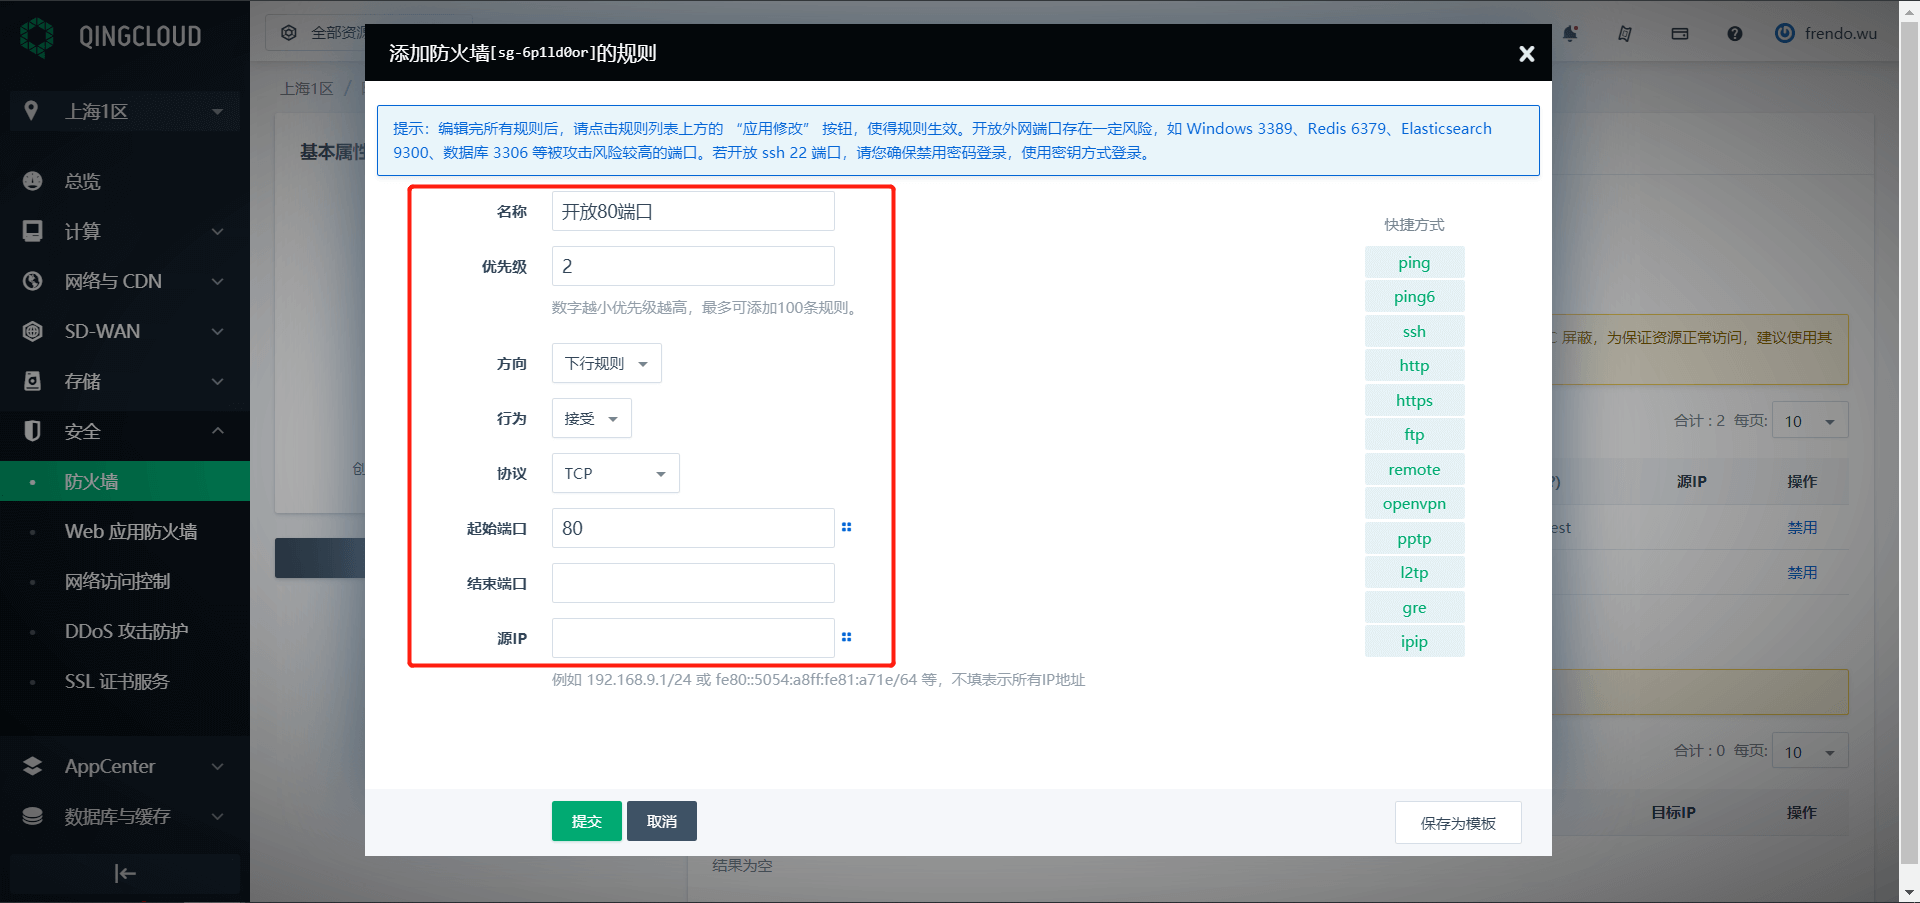 QINGCLOUD
全部资源
frendo.wu
上海1区
上海1区 /
总览
计算
网络与 CDN
SD-WAN
存储
安全
防火墙
Web 应用防火墙
网络访问控制
DDoS 攻击防护
SSL 证书服务
AppCenter
数据库与缓存
基本属性
创
添加防火墙[sg-6p1ld0or]的规则
提示：编辑完所有规则后，请点击规则列表上方的 “应用修改” 按钮，使得规则生效。开放外网端口存在一定风险，如 Windows 3389、Redis 6379、Elasticsearch
9300、数据库 3306 等被攻击风险较高的端口。若开放 ssh 22 端口，请您确保禁用密码登录，使用密钥方式登录。
名称 开放80端口
优先级 2
数字越小优先级越高，最多可添加100条规则。
方向 下行规则
行为 接受
协议 TCP
起始端口 80
结束端口
源IP
例如 192.168.9.1/24 或 fe80::5054:a8ff:fe81:a71e/64 等，不填表示所有IP地址
快捷方式
ping
ping6
ssh
http
https
ftp
remote
openvpn
pptp
l2tp
gre
ipip
提交 取消
保存为模板
C 屏蔽，为保证资源正常访问，建议使用其
合计 : 2 每页: 10
源IP 操作
est 禁用
禁用
合计 : 0 每页: 10
目标IP 操作
结果为空